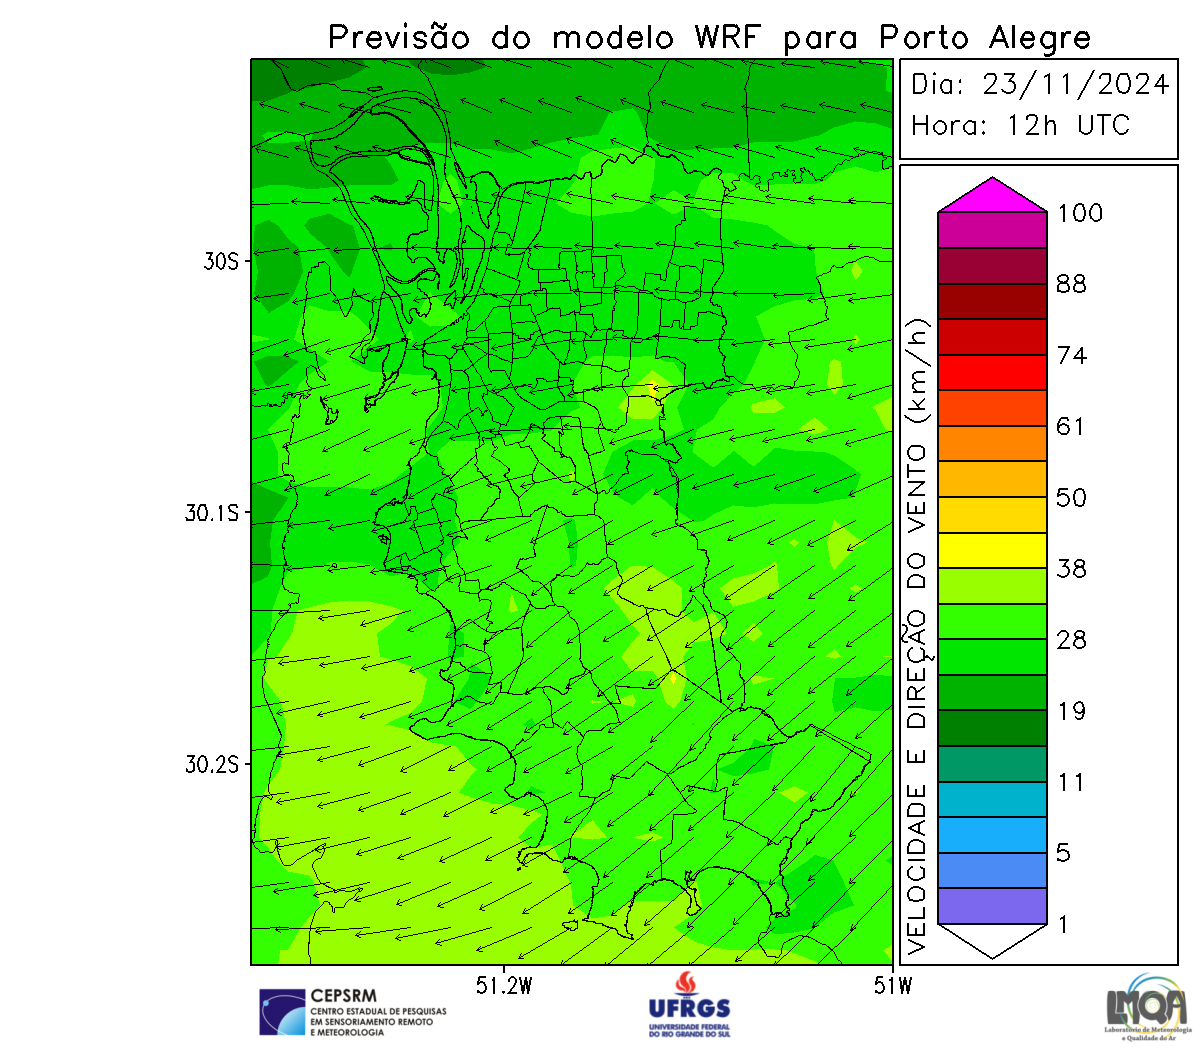 Previsão do modelo WRF para Porto Alegre
Dia: 23/11/2024
Hora: 12h UTC
100
88
74
61
50
38
28
19
11
5
1
VELOCIDADE E DIREÇÃO DO VENTO (km/h)
30S
30.1S
30.2S
51.2W
51W
CEPSRM
CENTRO ESTADUAL DE PESQUISAS
EM SENSORIAMENTO REMOTO
E METEOROLOGIA
UFRGS
UNIVERSIDADE FEDERAL
DO RIO GRANDE DO SUL
LMQA
Laboratório de Meteorologia
e Qualidade do Ar